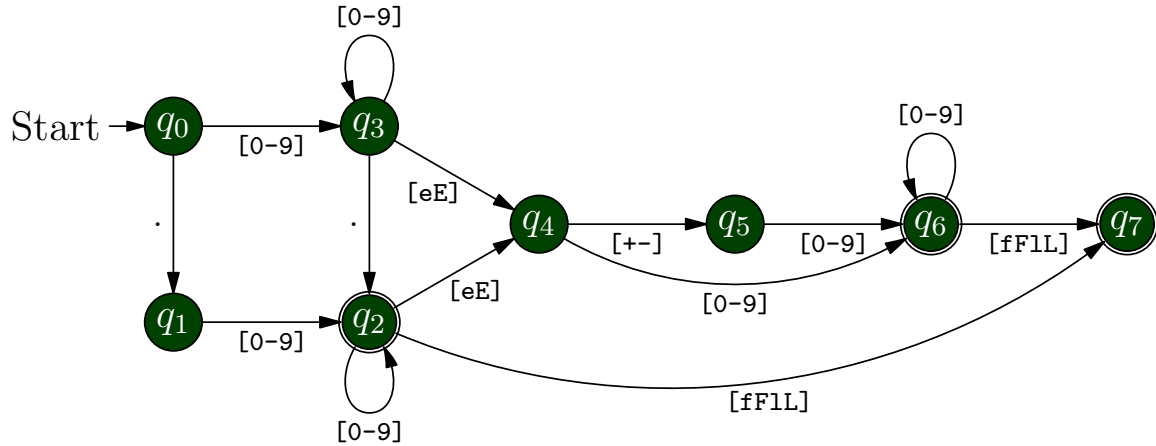 [0-9]
Start q0 [0-9] q3
[0-9]
[eE]
. .
q4 [+-] q5 [0-9] q6 [fFlL] q7
[eE] [0-9]
q1 [0-9] q2
[fFlL]
[0-9]